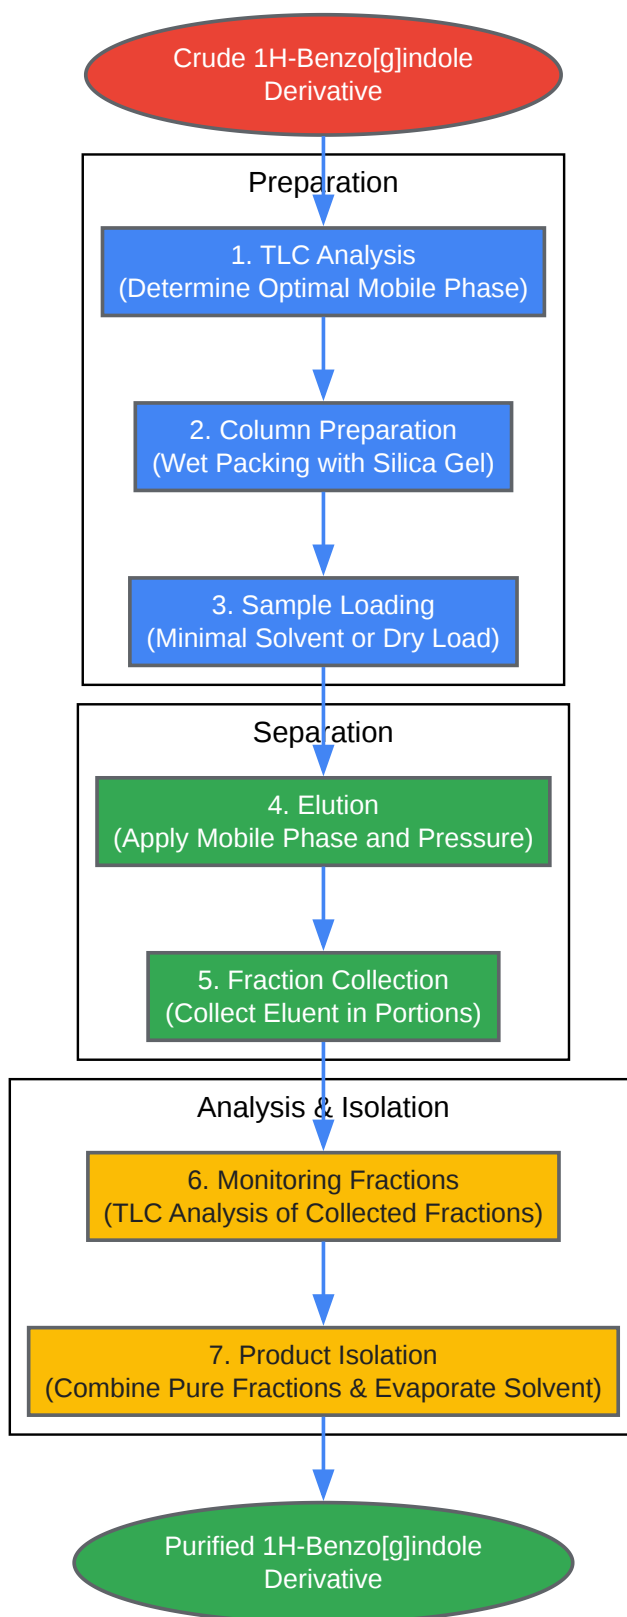 Crude 1H-Benzo[g]indole
Derivative
Preparation
1. TLC Analysis
(Determine Optimal Mobile Phase)
2. Column Preparation
(Wet Packing with Silica Gel)
3. Sample Loading
(Minimal Solvent or Dry Load)
Separation
4. Elution
(Apply Mobile Phase and Pressure)
5. Fraction Collection
(Collect Eluent in Portions)
Analysis & Isolation
6. Monitoring Fractions
(TLC Analysis of Collected Fractions)
7. Product Isolation
(Combine Pure Fractions & Evaporate Solvent)
Purified 1H-Benzo[g]indole
Derivative